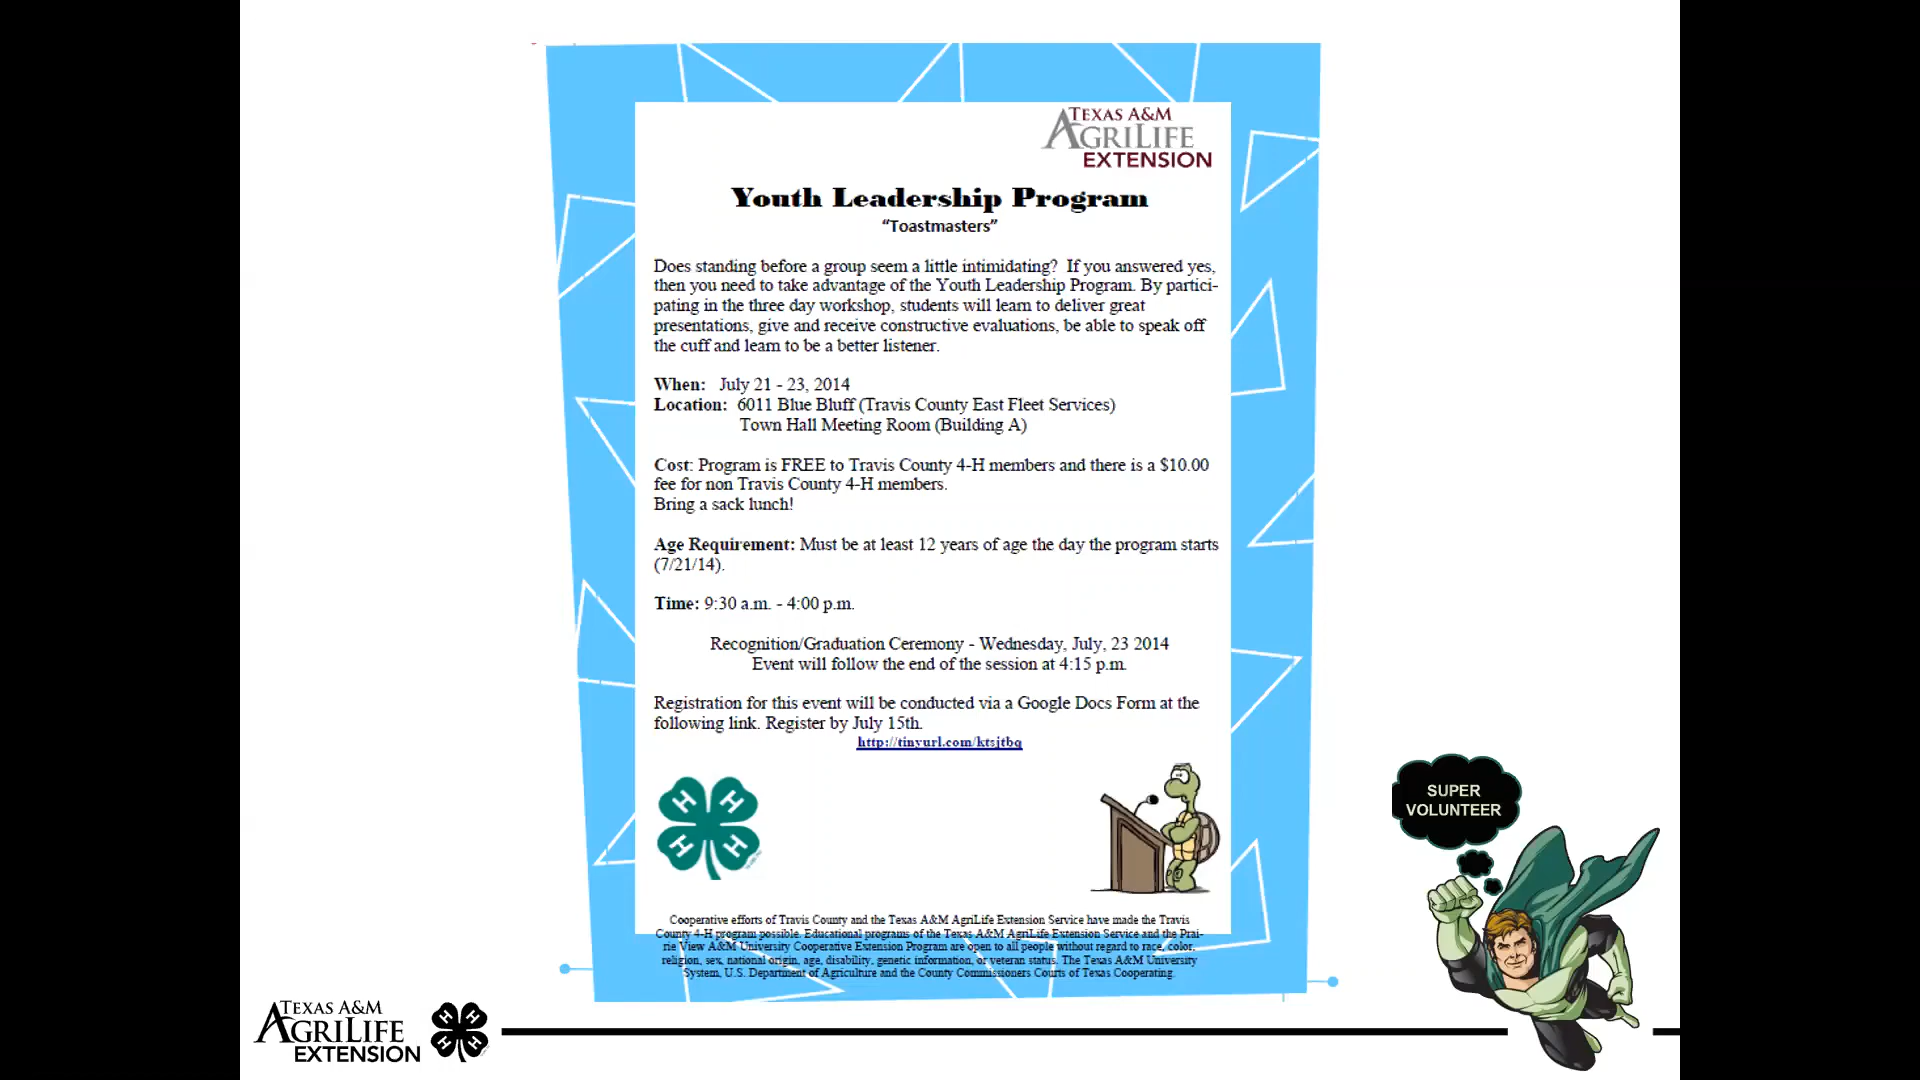 TEXAS A&M
AGRILIFE
EXTENSION
Youth Leadership Program
“Toastmasters”
Does standing before a group seem a little intimidating?  If you answered yes,
then you need to take advantage of the Youth Leadership Program. By partici-
pating in the three day workshop, students will learn to deliver great
presentations, give and receive constructive evaluations, be able to speak off
the cuff and learn to be a better listener.
When: July 21 - 23, 2014
Location: 6011 Blue Bluff (Travis County East Fleet Services)
Town Hall Meeting Room (Building A)
Cost: Program is FREE to Travis County 4-H members and there is a $10.00
fee for non Travis County 4-H members.
Bring a sack lunch!
Age Requirement: Must be at least 12 years of age the day the program starts
(7/21/14).
Time: 9:30 a.m. - 4:00 p.m.
Recognition/Graduation Ceremony - Wednesday, July, 23 2014
Event will follow the end of the session at 4:15 p.m.
Registration for this event will be conducted via a Google Docs Form at the
following link. Register by July 15th.
http://tinyurl.com/ktsjtbq
H H
H H
Cooperative efforts of Travis County and the Texas A&M AgriLife Extension Service have made the Travis
County 4-H program possible. Educational programs of the Texas A&M AgriLife Extension Service and the Prai-
rie View A&M University Cooperative Extension Program are open to all people without regard to race, color,
religion, sex, national origin, age, disability, genetic information, or veteran status. The Texas A&M University
System, U.S. Department of Agriculture and the County Commissioners Courts of Texas Cooperating.
SUPER
VOLUNTEER
TEXAS A&M
AGRILIFE
EXTENSION
H H
H H